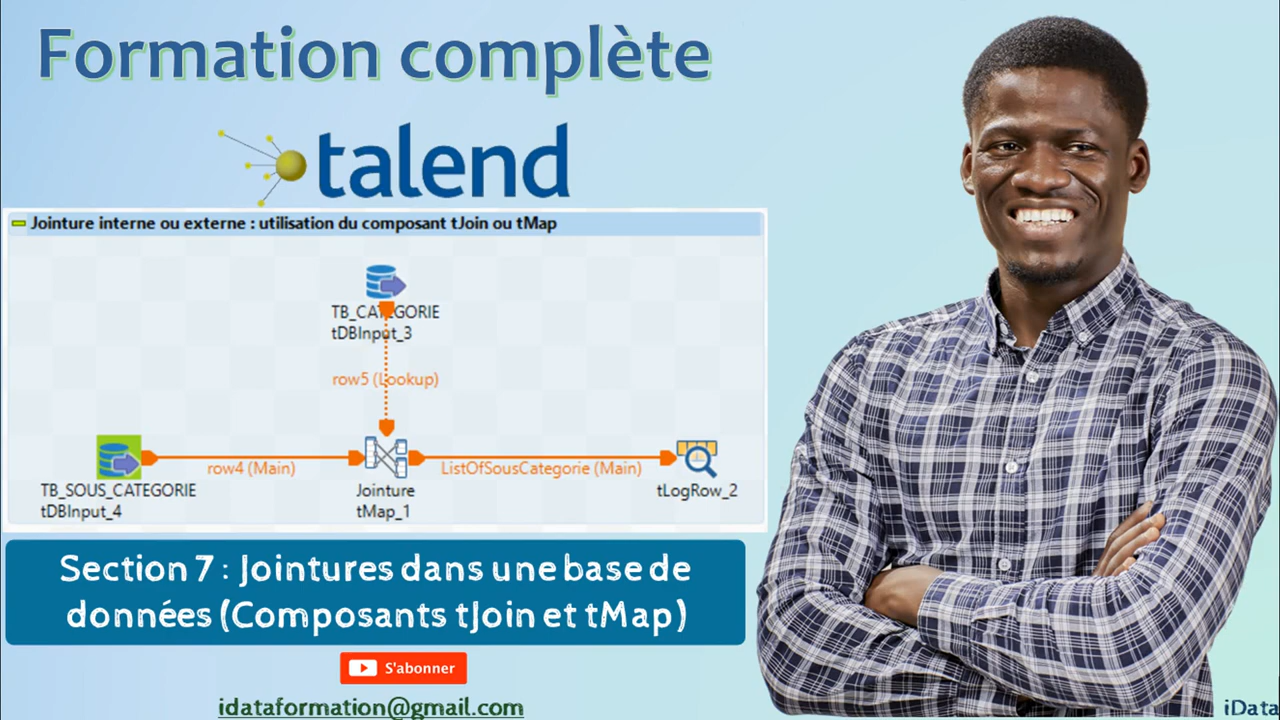 Formation complète
talend
Jointure interne ou externe : utilisation du composant tJoin ou tMap
TB_CATEGORIE
tDBInput_3
row5 (Lookup)
row4 (Main)
ListOfSousCategorie (Main)
TB_SOUS_CATEGORIE
tDBInput_4
Jointure
tMap_1
tLogRow_2
Section 7 : Jointures dans une base de
données (Composants tJoin et tMap)
S'abonner
idataformation@gmail.com
iData